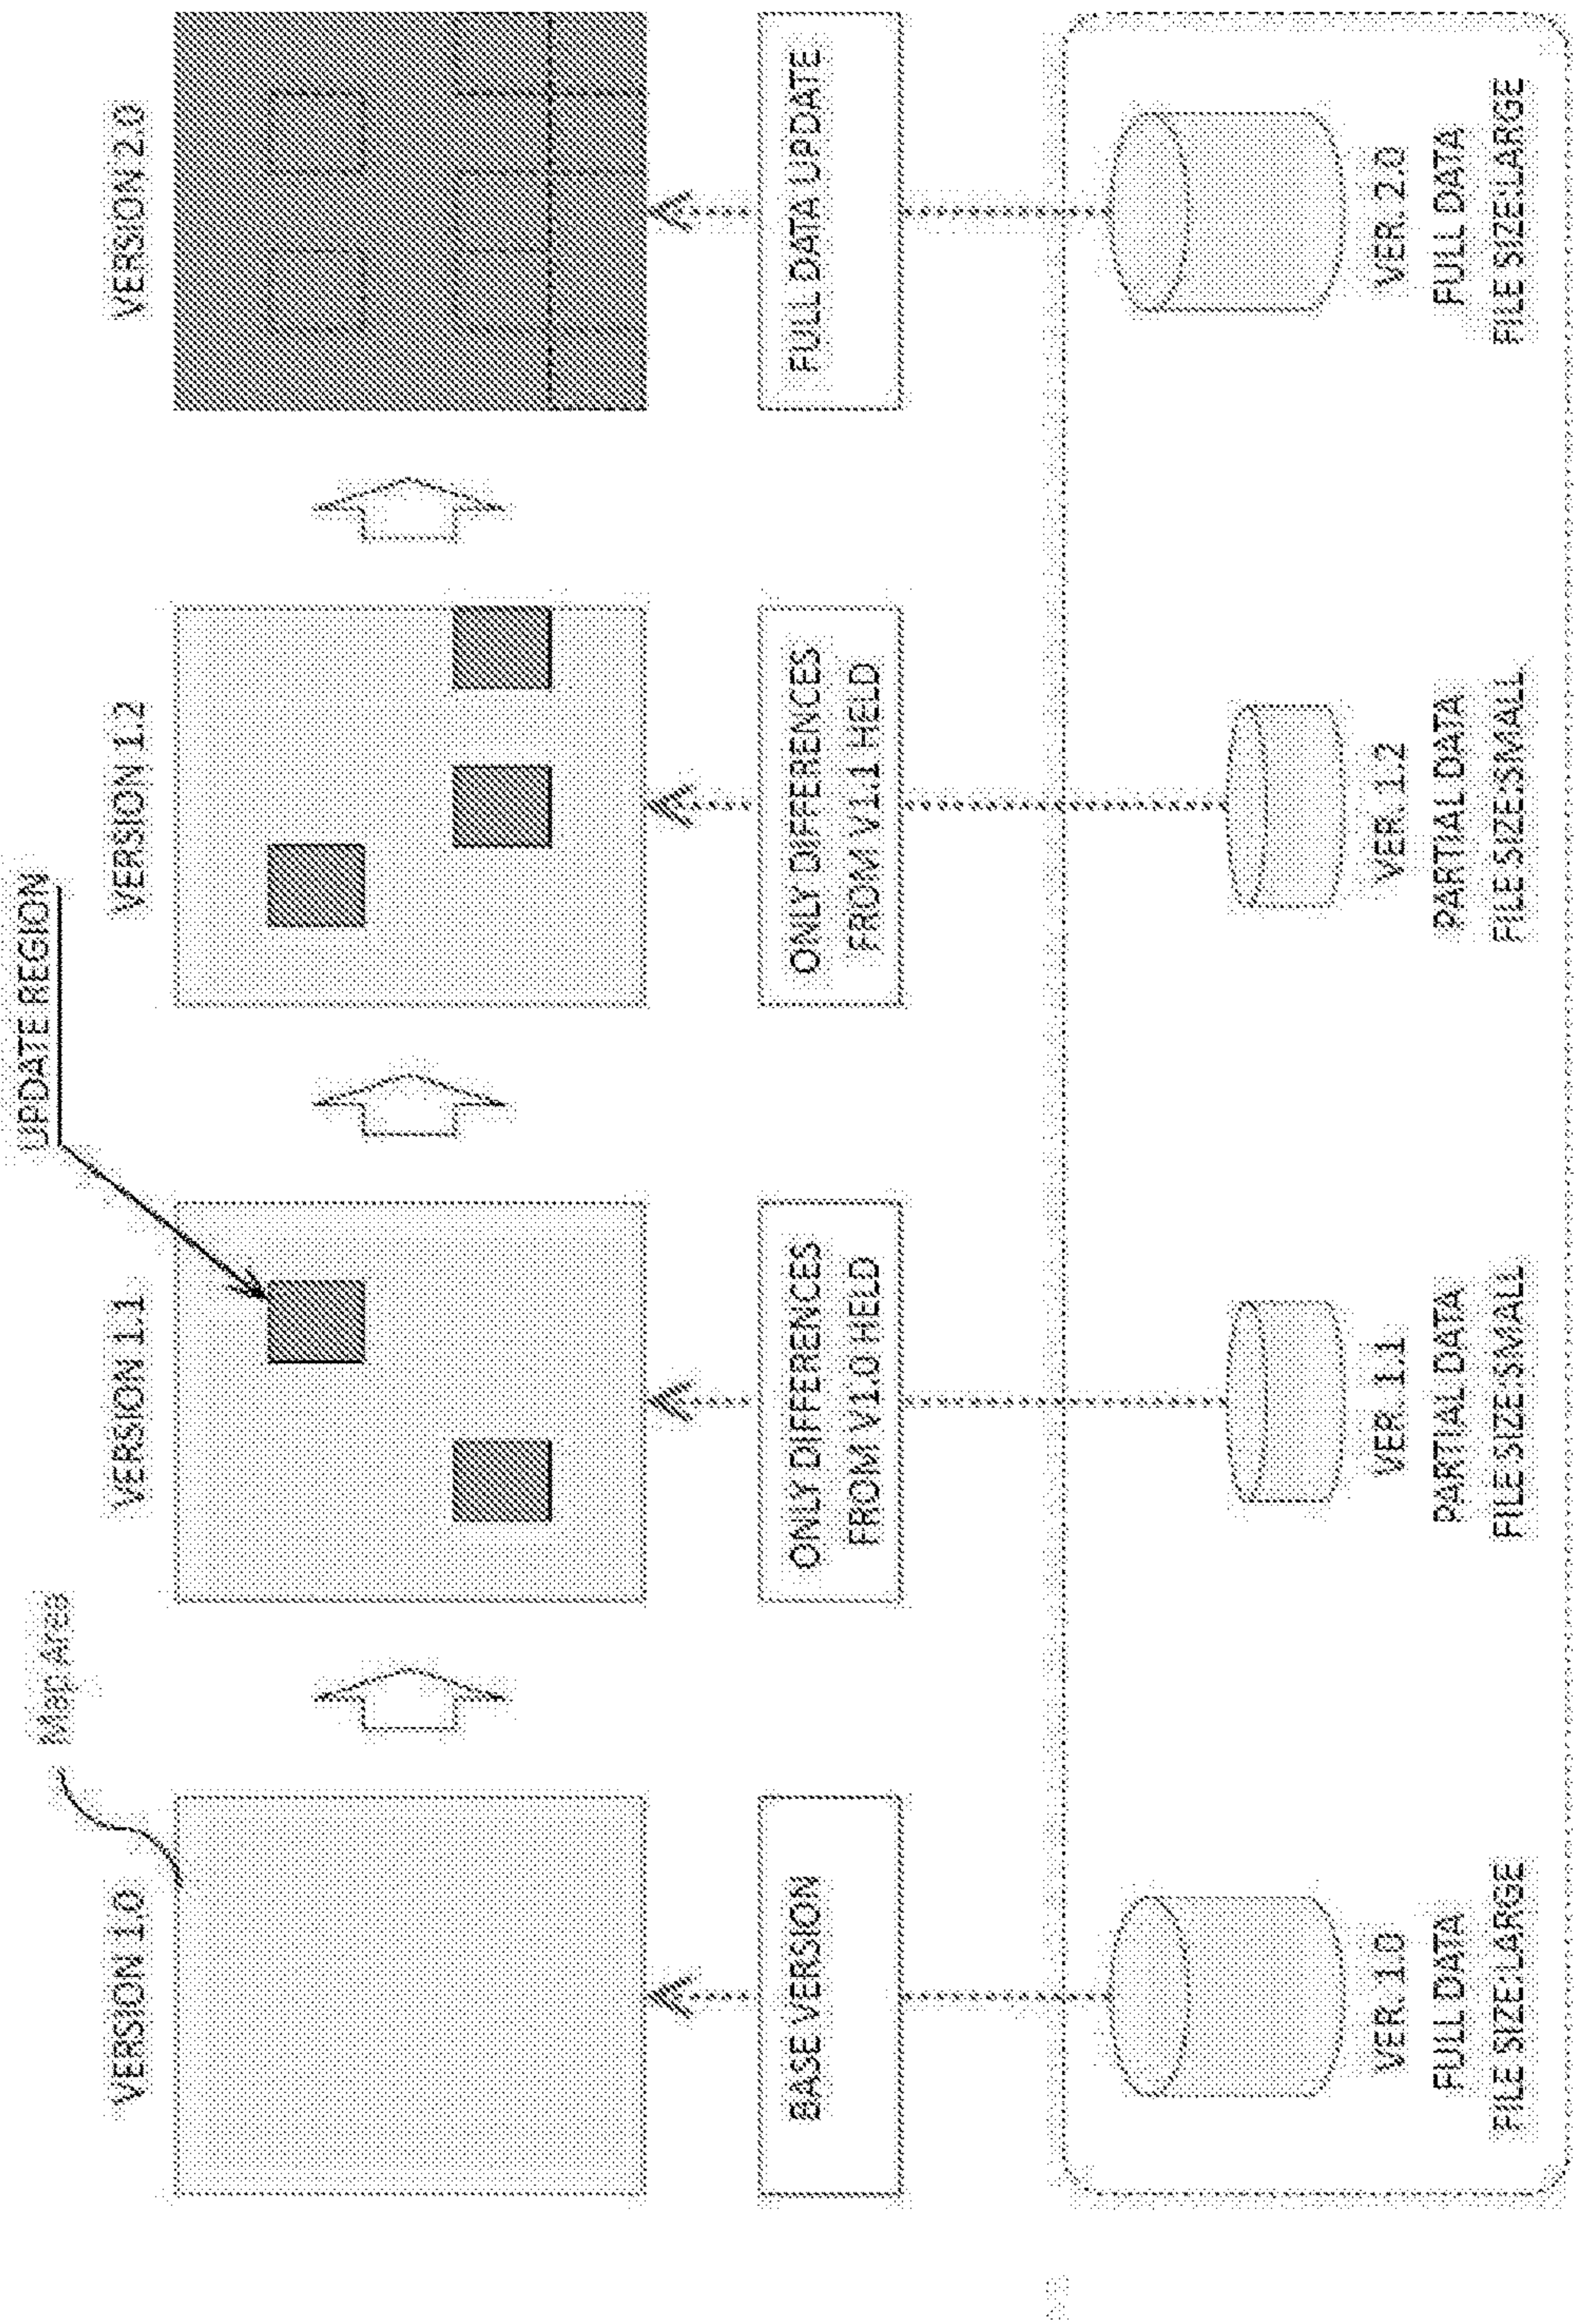 Map Area
UPDATE REGION
VERSION 1.0
VERSION 1.1
VERSION 1.2
VERSION 2.0
BASE VERSION
ONLY DIFFERENCES
FROM V1.0 HELD
ONLY DIFFERENCES
FROM V1.1 HELD
FULL DATA UPDATE
VER. 1.0
FULL DATA
FILE SIZE:LARGE
VER. 1.1
PARTIAL DATA
FILE SIZE:SMALL
VER. 1.2
PARTIAL DATA
FILE SIZE:SMALL
VER. 2.0
FULL DATA
FILE SIZE:LARGE